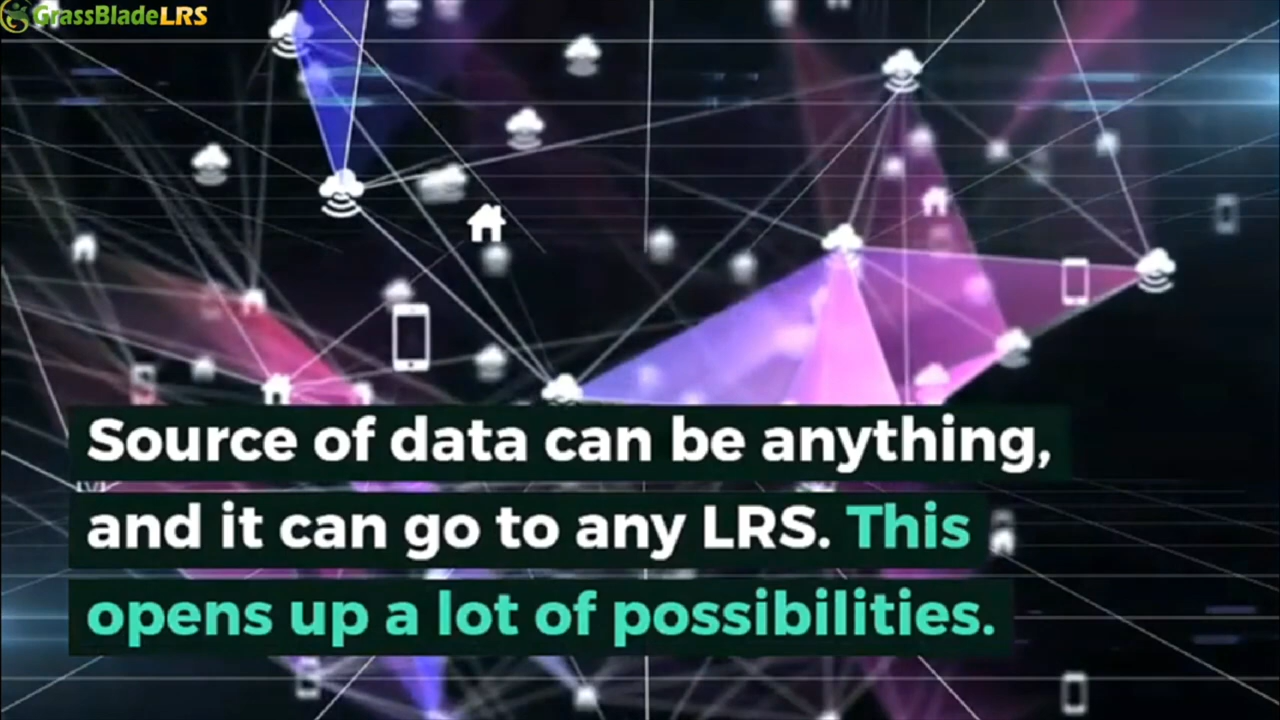 GrassBladeLRS
Source of data can be anything,
and it can go to any LRS. This
opens up a lot of possibilities.